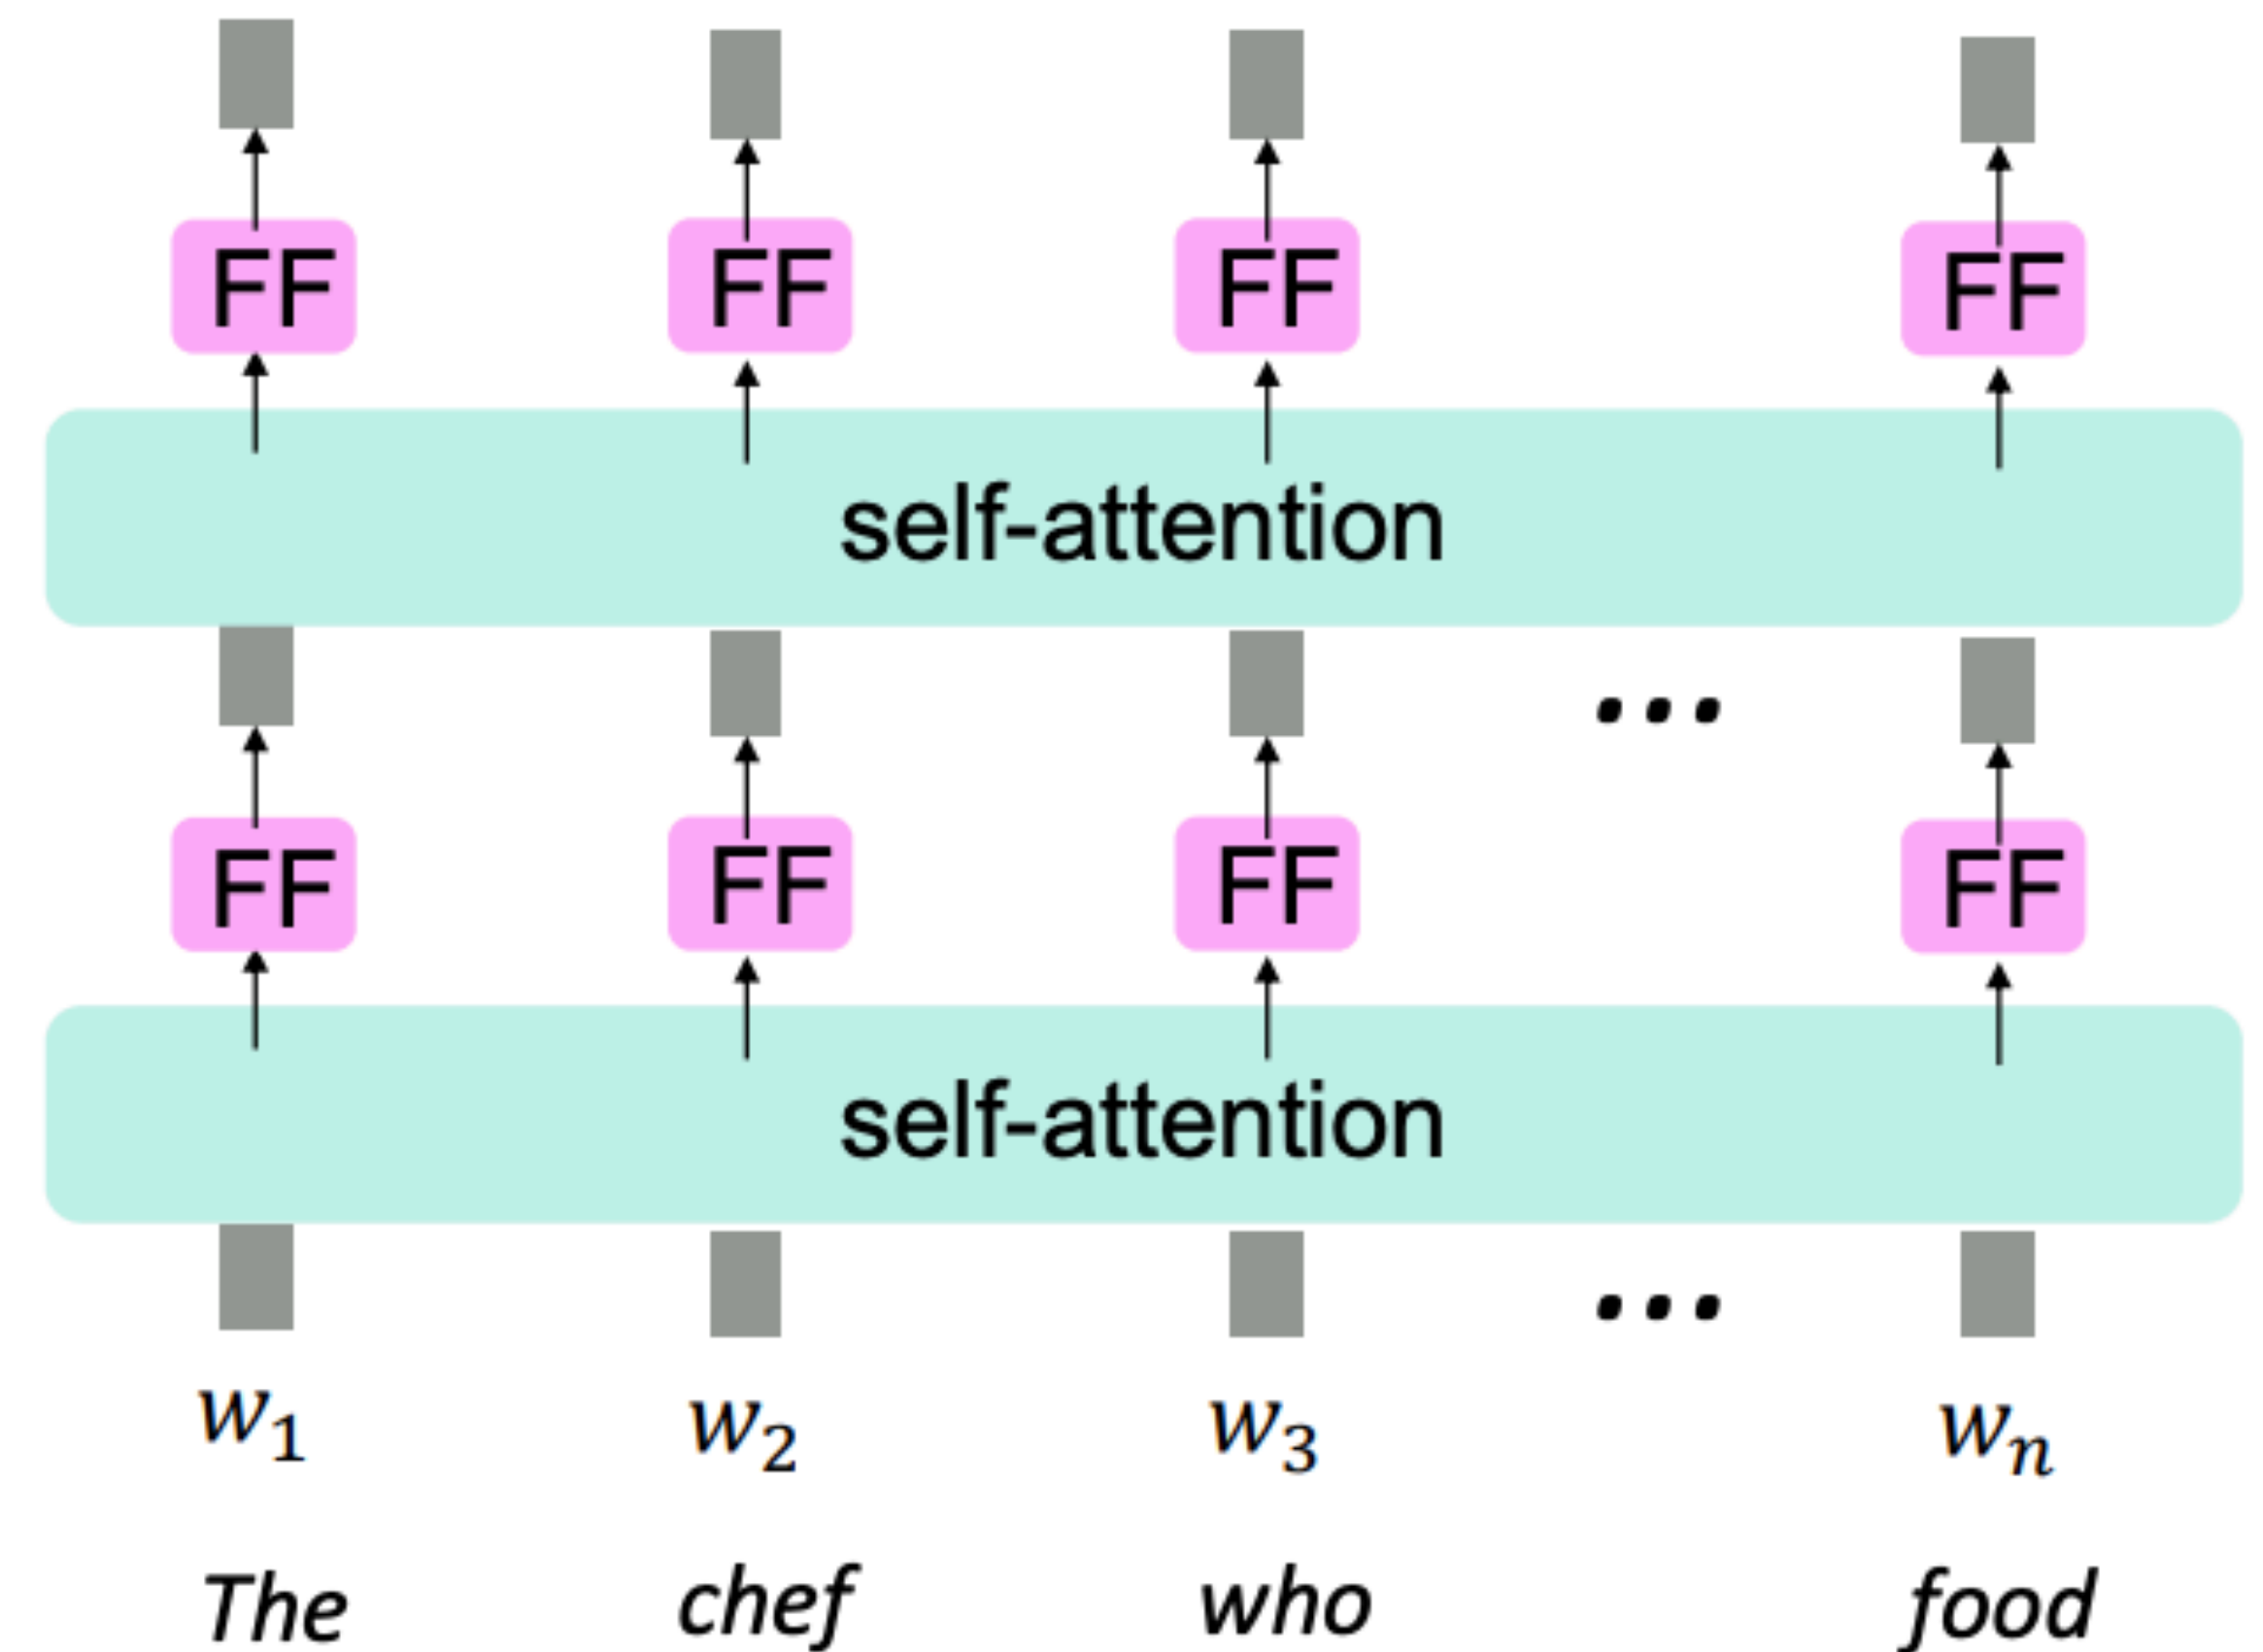 FF FF FF FF
self-attention
...
FF FF FF FF
self-attention
...
w₁ w₂ w₃ wₙ
The chef who food